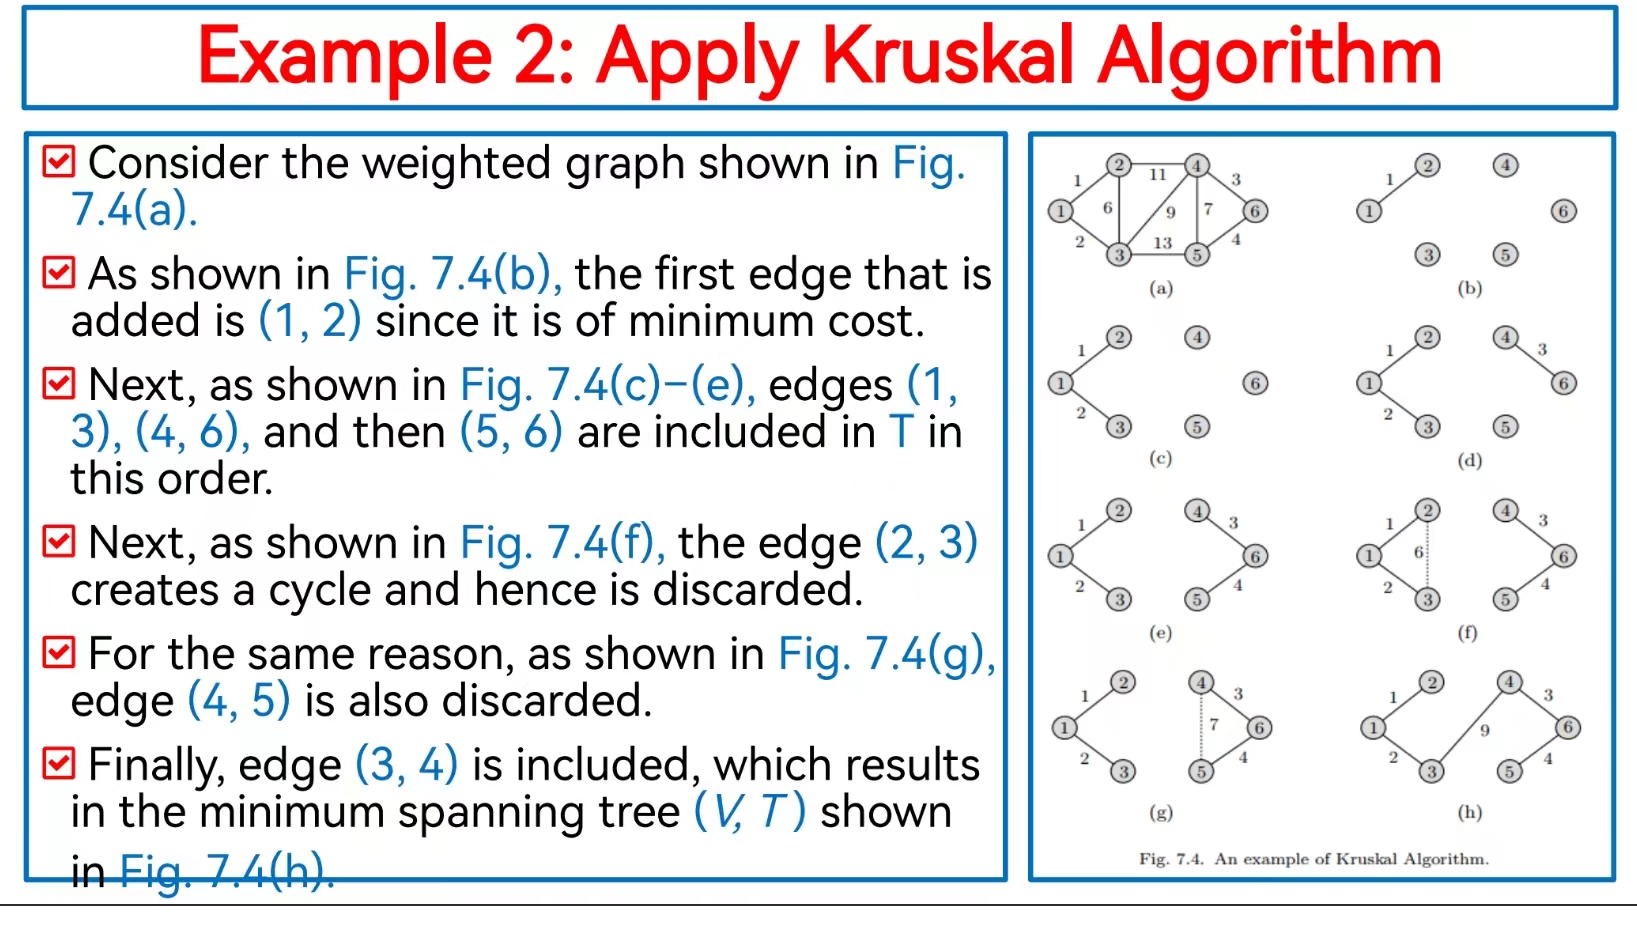 Example 2: Apply Kruskal Algorithm
Consider the weighted graph shown in Fig.
7.4(a).
As shown in Fig. 7.4(b), the first edge that is
added is (1, 2) since it is of minimum cost.
Next, as shown in Fig. 7.4(c)–(e), edges (1,
3), (4, 6), and then (5, 6) are included in T in
this order.
Next, as shown in Fig. 7.4(f), the edge (2, 3)
creates a cycle and hence is discarded.
For the same reason, as shown in Fig. 7.4(g),
edge (4, 5) is also discarded.
Finally, edge (3, 4) is included, which results
in the minimum spanning tree (V, T) shown
in Fig. 7.4(h).
2 4
1 11 3
1 6 9 7 6
2 13 4
3 5
(a)
2 4
1
1 6
3 5
(b)
2 4
1
1 6
2
3 5
(c)
2 4
1 3
1 6
2
3 5
(d)
2 4
1 3
1 6
2 4
3 5
(e)
2 4
1 3
1 6 6
2 4
3 5
(f)
2 4
1 3
1 7 6
2 4
3 5
(g)
2 4
1 3
1 9 6
2 4
3 5
(h)
Fig. 7.4. An example of Kruskal Algorithm.